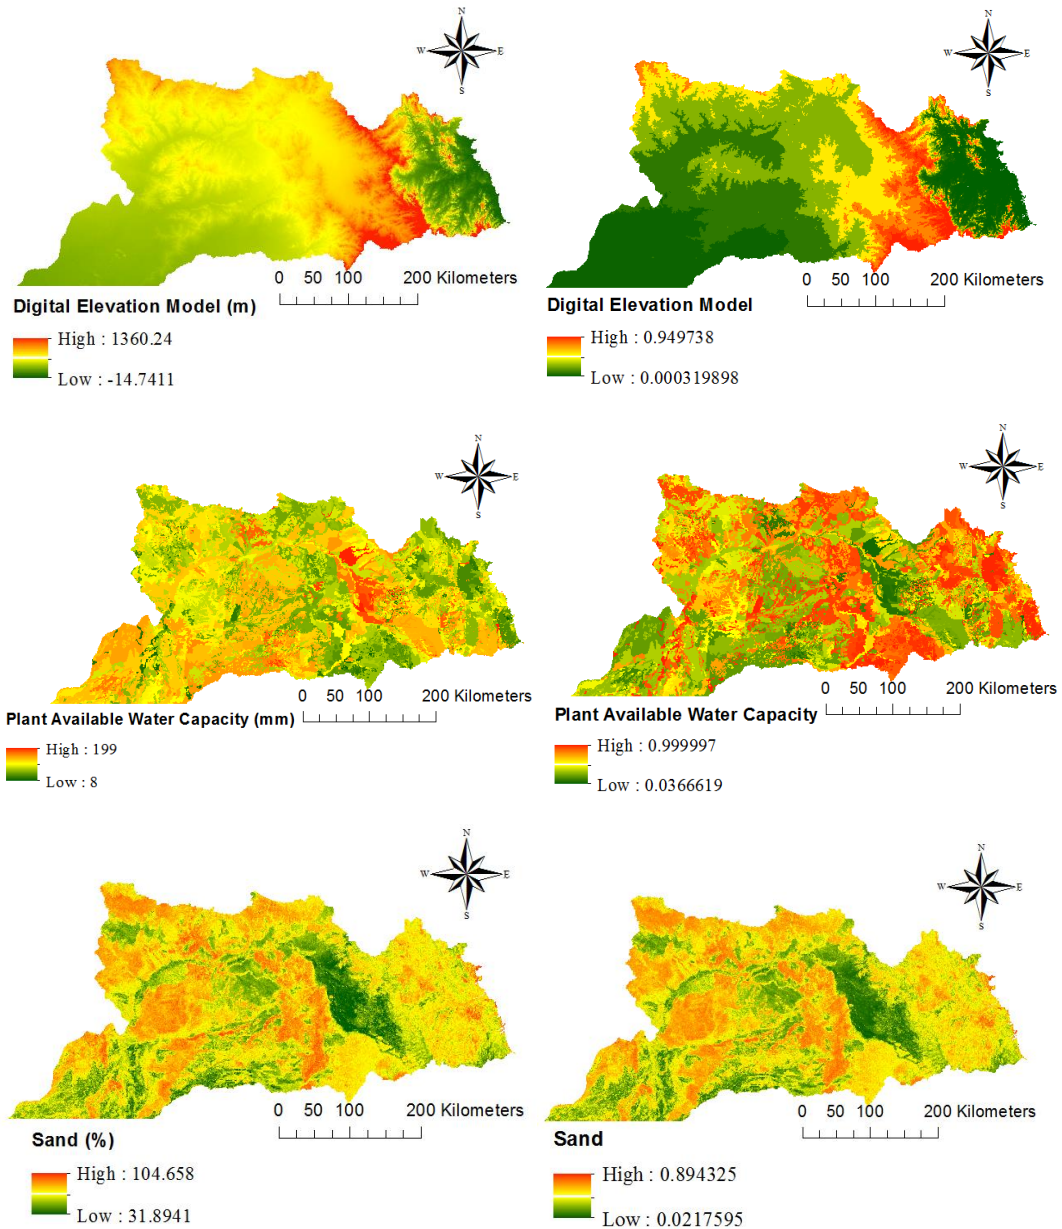 N
W E
S
0 50 100 200 Kilometers
Digital Elevation Model (m)
High : 1360.24
Low : -14.7411
N
W E
S
0 50 100 200 Kilometers
Digital Elevation Model
High : 0.949738
Low : 0.000319898
N
W E
S
0 50 100 200 Kilometers
Plant Available Water Capacity (mm)
High : 199
Low : 8
N
W E
S
0 50 100 200 Kilometers
Plant Available Water Capacity
High : 0.999997
Low : 0.0366619
N
W E
S
0 50 100 200 Kilometers
Sand (%)
High : 104.658
Low : 31.8941
N
W E
S
0 50 100 200 Kilometers
Sand
High : 0.894325
Low : 0.0217595